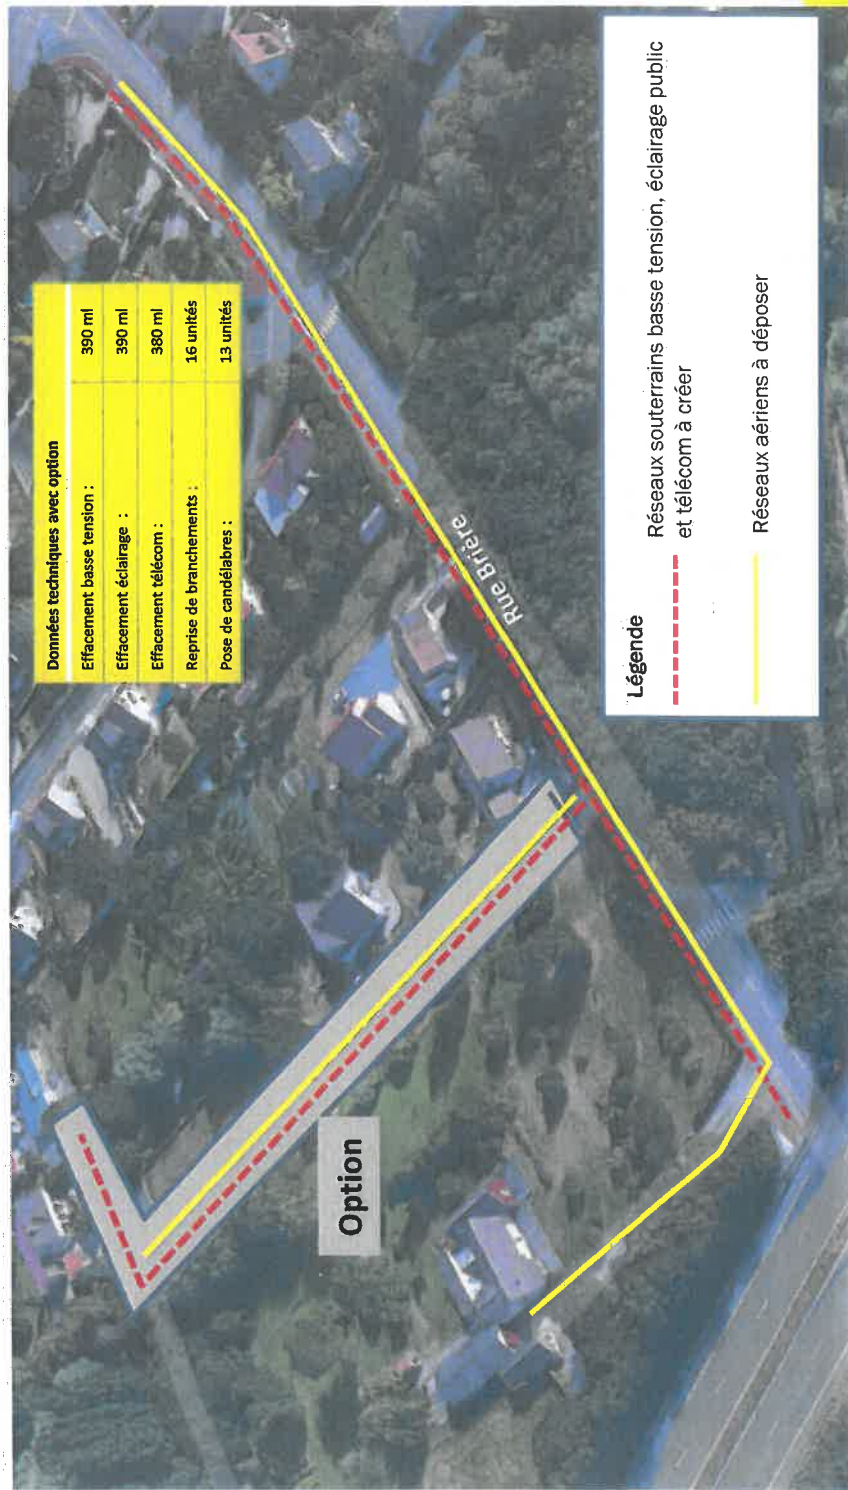 Données techniques avec option
Effacement basse tension : 390 ml
Effacement éclairage : 390 ml
Effacement télécom : 380 ml
Reprise de branchements : 16 unités
Pose de candélabres : 13 unités
Rue Brière
Option
Légende
Réseaux souterrains basse tension, éclairage public
et télécom à créer
Réseaux aériens à déposer